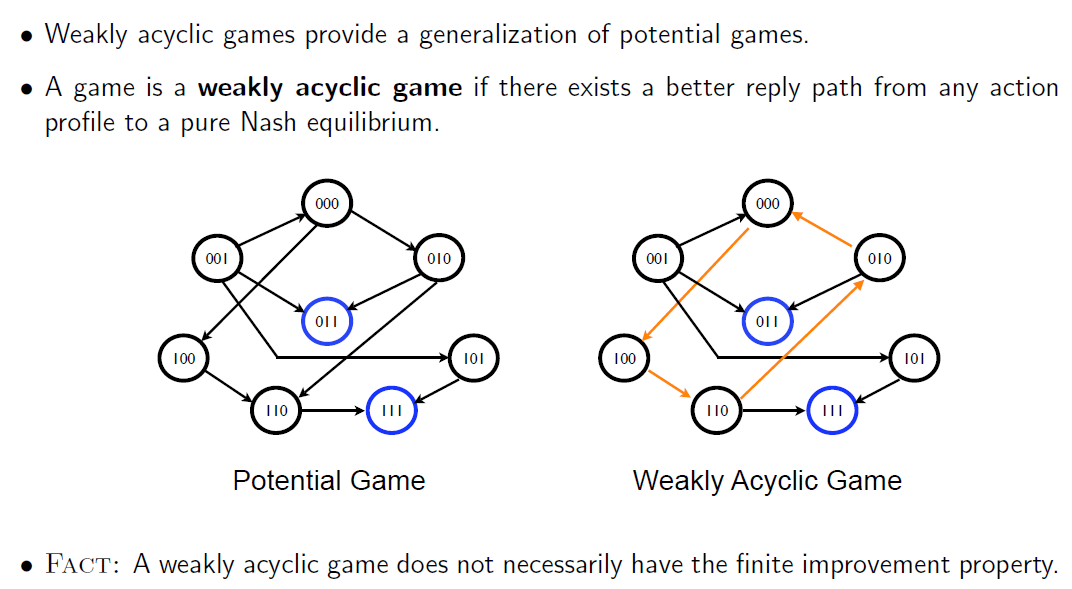 • Weakly acyclic games provide a generalization of potential games.
• A game is a weakly acyclic game if there exists a better reply path from any action
profile to a pure Nash equilibrium.
000
001
010
011
100
101
110
111
Potential Game
000
001
010
011
100
101
110
111
Weakly Acyclic Game
• FACT: A weakly acyclic game does not necessarily have the finite improvement property.